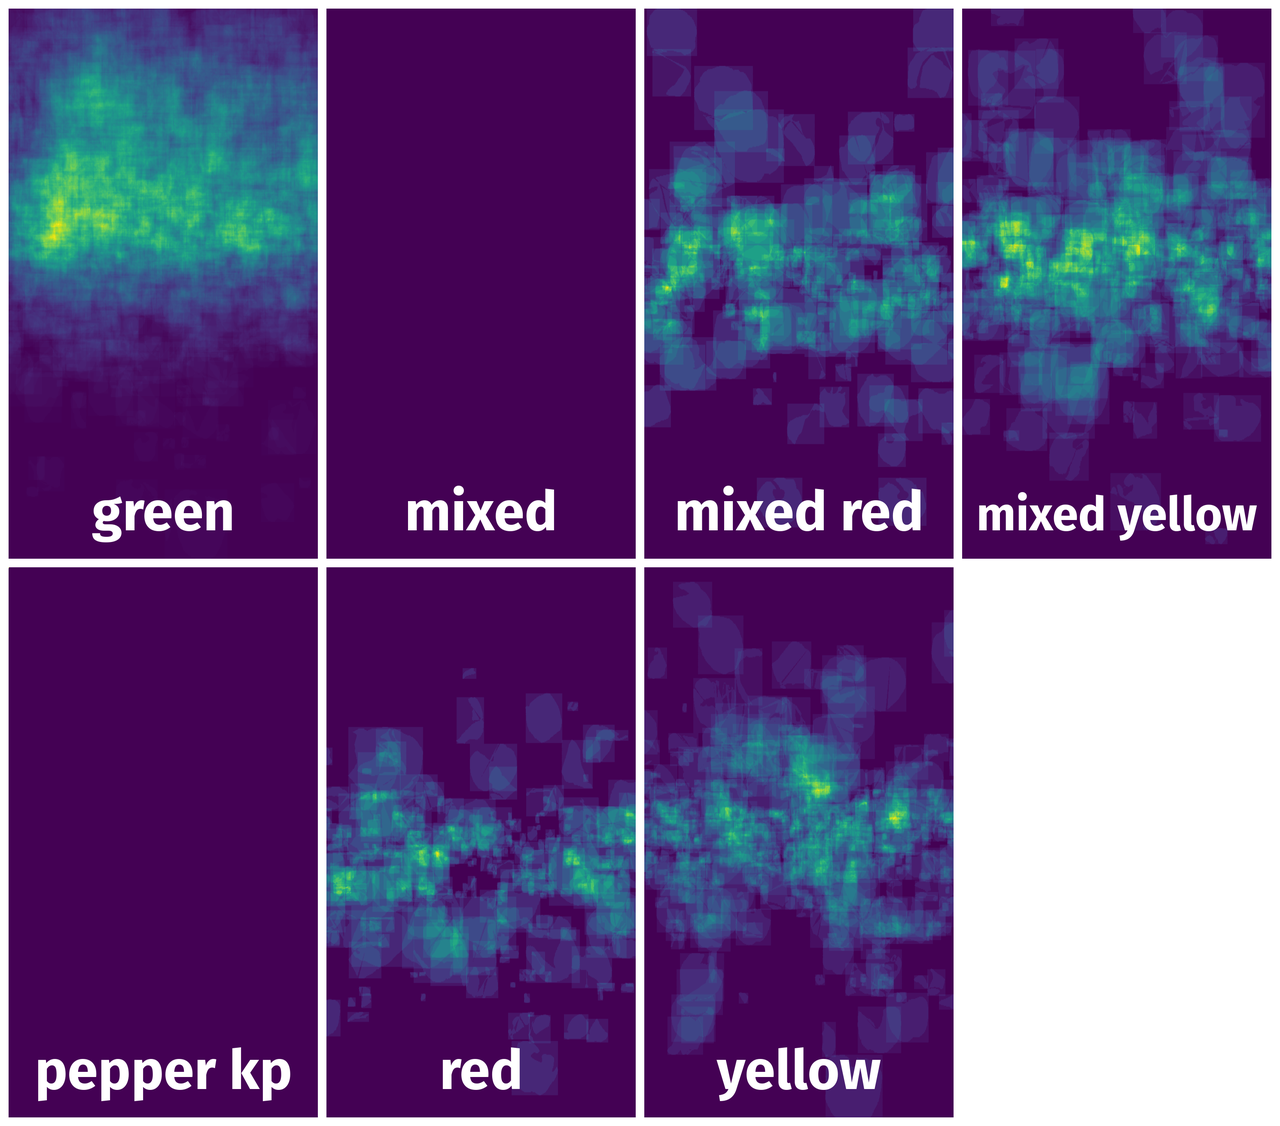 green
mixed
mixed red
mixed yellow
pepper kp
red
yellow